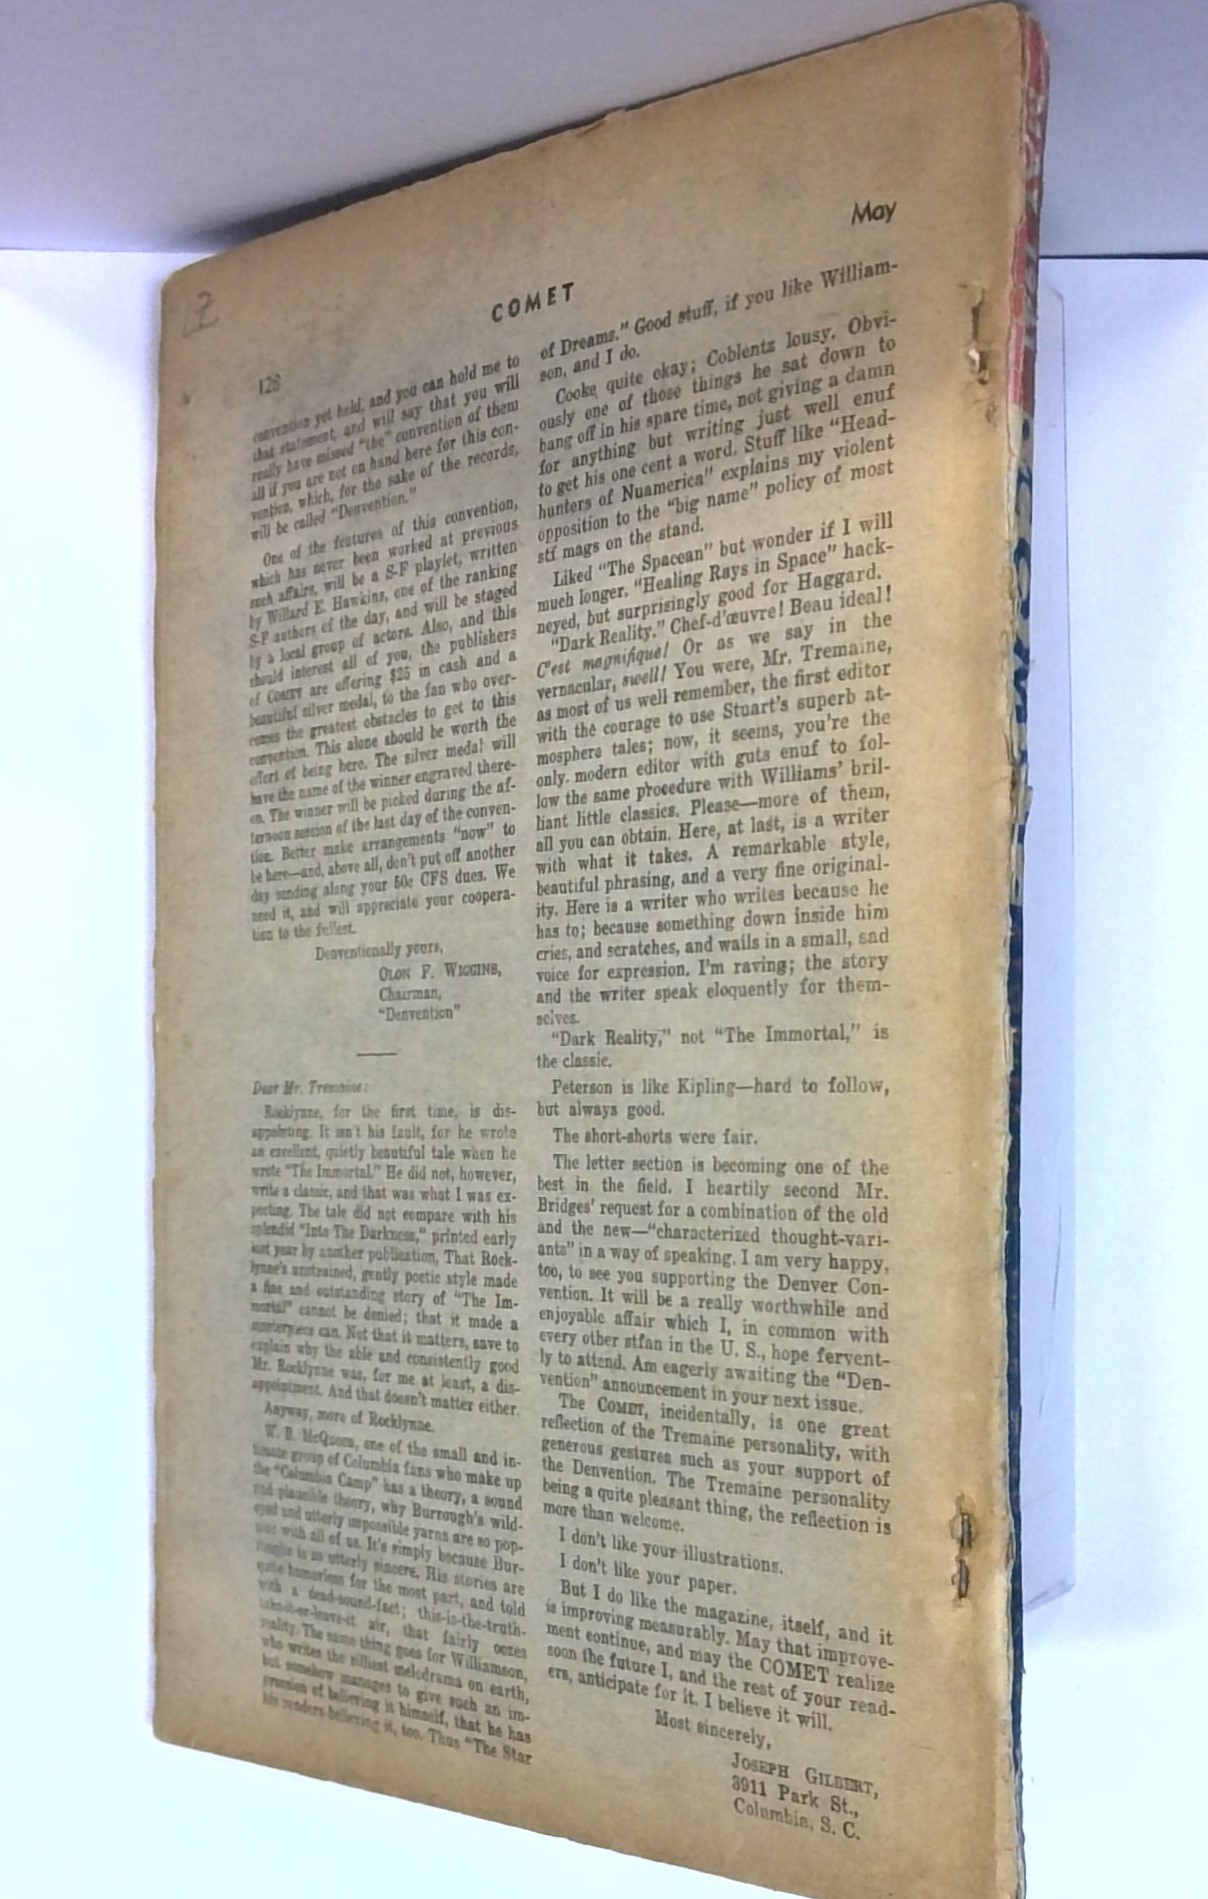 128
COMET
May
convention yet held, and you can hold me to
that statement, and will say that you will
really have missed "the" convention of them
all if you are not on hand here for this con-
vention, which, for the sake of the records,
will be called "Denvention."
One of the features of this convention,
which has never been worked at previous
such affairs, will be a S-F playlet, written
by Willard E. Hawkins, one of the ranking
S-F authors of the day, and will be staged
by a local group of actors. Also, and this
should interest all of you, the publishers
of COMET are offering $25 in cash and a
beautiful silver medal, to the fan who over-
comes the greatest obstacles to get to this
convention. This alone should be worth the
effort of being here. The silver medal will
have the name of the winner engraved there-
on. The winner will be picked during the af-
ternoon session of the last day of the conven-
tion. Better make arrangements "now" to
be here—and, above all, don't put off another
day sending along your 50c CFS dues. We
need it, and will appreciate your coopera-
tion to the fullest.
Denventionally yours,
OLON F. WIGGINS,
Chairman,
"Denvention"
Dear Mr. Tremaine:
Rocklynne, for the first time, is dis-
appointing. It isn't his fault, for he wrote
an excellent, quietly beautiful tale when he
wrote "The Immortal." He did not, however,
write a classic, and that was what I was ex-
pecting. The tale did not compare with his
splendid "Into The Darkness," printed early
last year by another publication, That Rock-
lynne's unstrained, gently poetic style made
a fine and outstanding story of "The Im-
mortal" cannot be denied; that it made a
masterpiece can. Not that it matters, save to
explain why the able and consistently good
Mr. Rocklynne was, for me at least, a dis-
appointment. And that doesn't matter either.
Anyway, more of Rocklynne.
W. B. McQueen, one of the small and in-
timate group of Columbia fans who make up
the "Columbia Camp" has a theory, a sound
and plausible theory, why Burrough's wild-
eyed and utterly impossible yarns are so pop-
ular with all of us. It's simply because Bur-
roughs is so utterly sincere. His stories are
quite humorless for the most part, and told
with a dead-sound-fact; this-is-the-truth-
take-it-or-leave-it air, that fairly oozes
reality. The same thing goes for Williamson,
who writes the silliest melodrama on earth,
but somehow manages to give such an im-
pression of believing it himself, that he has
his readers believing it, too. Thus "The Star
of Dreams." Good stuff, if you like William-
son, and I do.
Cooke quite okay; Coblentz lousy. Obvi-
ously one of those things he sat down to
bang off in his spare time, not giving a damn
for anything but writing just well enuf
to get his one cent a word. Stuff like "Head-
hunters of Nuamerica" explains my violent
opposition to the "big name" policy of most
stf mags on the stand.
Liked "The Spacean" but wonder if I will
much longer. "Healing Rays in Space" hack-
neyed, but surprisingly good for Haggard.
"Dark Reality." Chef-d'œuvre! Beau ideal!
C'est magnifique! Or as we say in the
vernacular, swell! You were, Mr. Tremaine,
as most of us well remember, the first editor
with the courage to use Stuart's superb at-
mosphere tales; now, it seems, you're the
only. modern editor with guts enuf to fol-
low the same procedure with Williams' bril-
liant little classics. Please—more of them,
all you can obtain. Here, at last, is a writer
with what it takes. A remarkable style,
beautiful phrasing, and a very fine original-
ity. Here is a writer who writes because he
has to; because something down inside him
cries, and scratches, and wails in a small, sad
voice for expression. I'm raving; the story
and the writer speak eloquently for them-
selves.
"Dark Reality," not "The Immortal," is
the classic.
Peterson is like Kipling—hard to follow,
but always good.
The short-shorts were fair.
The letter section is becoming one of the
best in the field. I heartily second Mr.
Bridges' request for a combination of the old
and the new—"characterized thought-vari-
ants" in a way of speaking. I am very happy,
too, to see you supporting the Denver Con-
vention. It will be a really worthwhile and
enjoyable affair which I, in common with
every other stfan in the U. S., hope fervent-
ly to attend. Am eagerly awaiting the "Den-
vention" announcement in your next issue.
The COMET, incidentally, is one great
reflection of the Tremaine personality, with
generous gestures such as your support of
the Denvention. The Tremaine personality
being a quite pleasant thing, the reflection is
more than welcome.
I don't like your illustrations.
I don't like your paper.
But I do like the magazine, itself, and it
is improving measurably. May that improve-
ment continue, and may the COMET realize
soon the future I, and the rest of your read-
ers, anticipate for it. I believe it will.
Most sincerely,
JOSEPH GILBERT,
3911 Park St.,
Columbia, S. C.